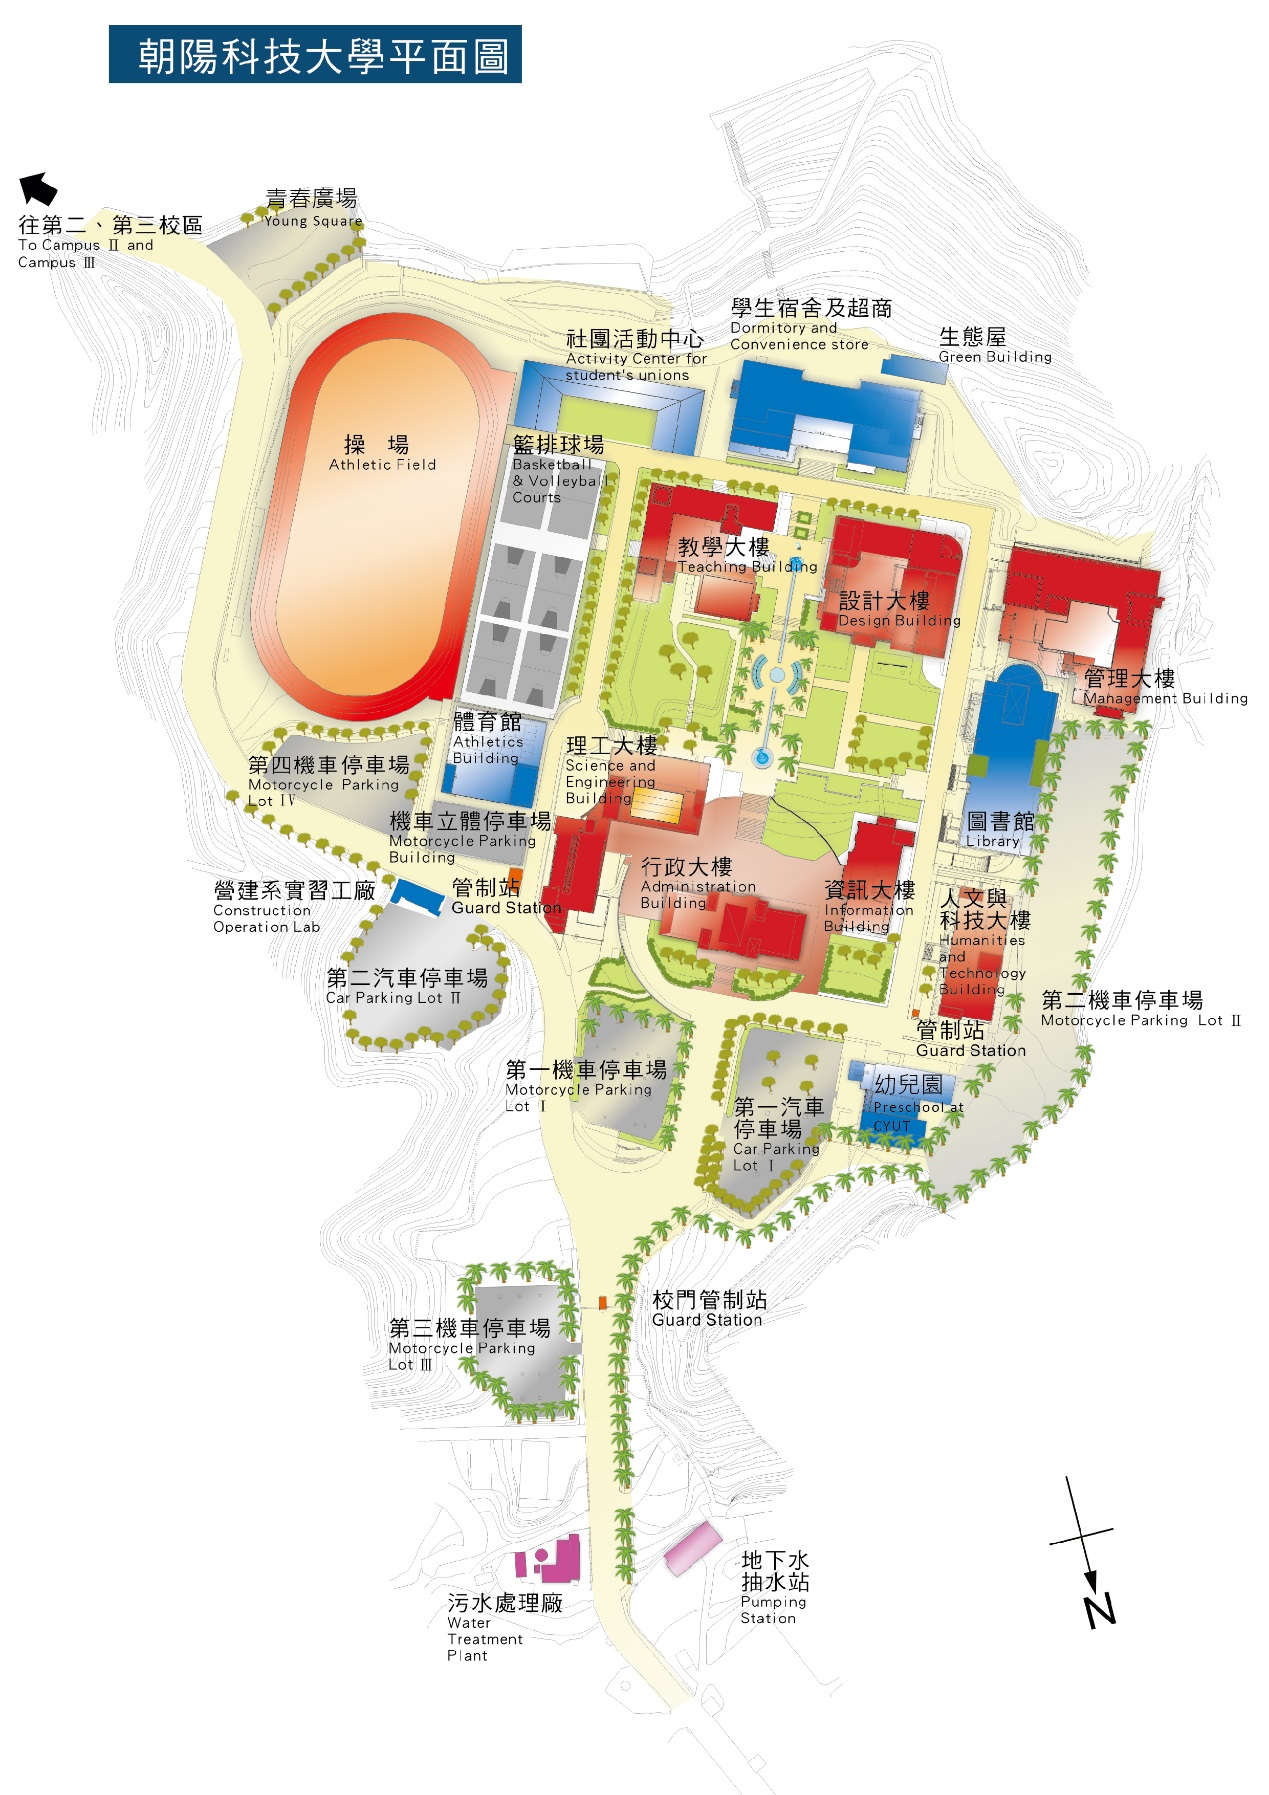 朝陽科技大學平面圖
青春廣場
Young Square
往第二、第三校區
To Campus Ⅱ and
Campus Ⅲ
學生宿舍及超商
Dormitory and
Convenience store
社團活動中心
Activity Center for
student's unions
生態屋
Green Building
操 場
Athletic Field
籃排球場
Basketball
& Volleyball
Courts
教學大樓
Teaching Building
設計大樓
Design Building
管理大樓
Management Building
體育館
Athletics
Building
理工大樓
Science and
Engineering
Building
第四機車停車場
Motorcycle Parking
Lot Ⅳ
機車立體停車場
Motorcycle Parking
Building
圖書館
Library
行政大樓
Administration
Building
資訊大樓
Information
Building
營建系實習工廠
Construction
Operation Lab
管制站
Guard Station
人文與
科技大樓
Humanities
and
Technology
Building
第二汽車停車場
Car Parking Lot Ⅱ
第二機車停車場
Motorcycle Parking Lot Ⅱ
管制站
Guard Station
第一機車停車場
Motorcycle Parking
Lot Ⅰ
幼兒園
Preschool at
CYUT
第一汽車
停車場
Car Parking
Lot Ⅰ
校門管制站
Guard Station
第三機車停車場
Motorcycle Parking
Lot Ⅲ
地下水
抽水站
Pumping
Station
污水處理廠
Water
Treatment
Plant
N